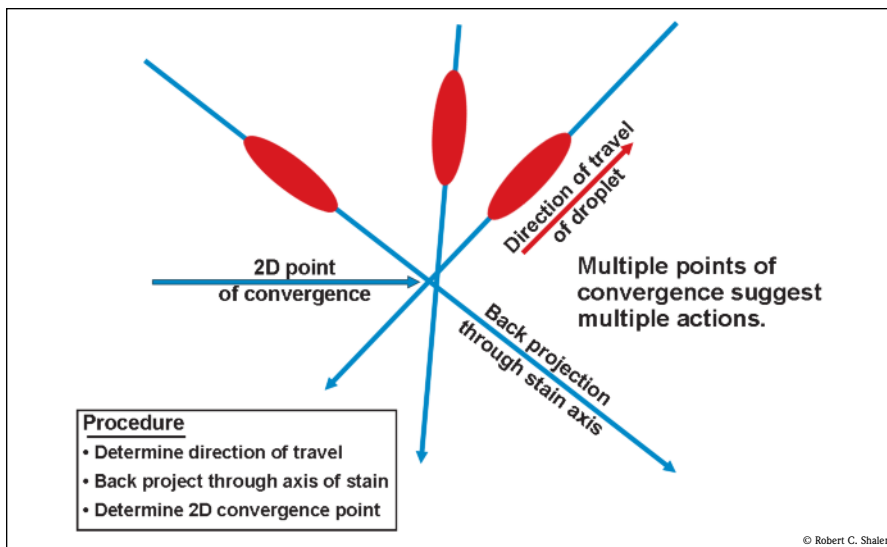 Direction of travel
of droplet
2D point
of convergence
Multiple points of
convergence suggest
multiple actions.
Back projection
through stain axis
Procedure
• Determine direction of travel
• Back project through axis of stain
• Determine 2D convergence point
© Robert C. Shaler